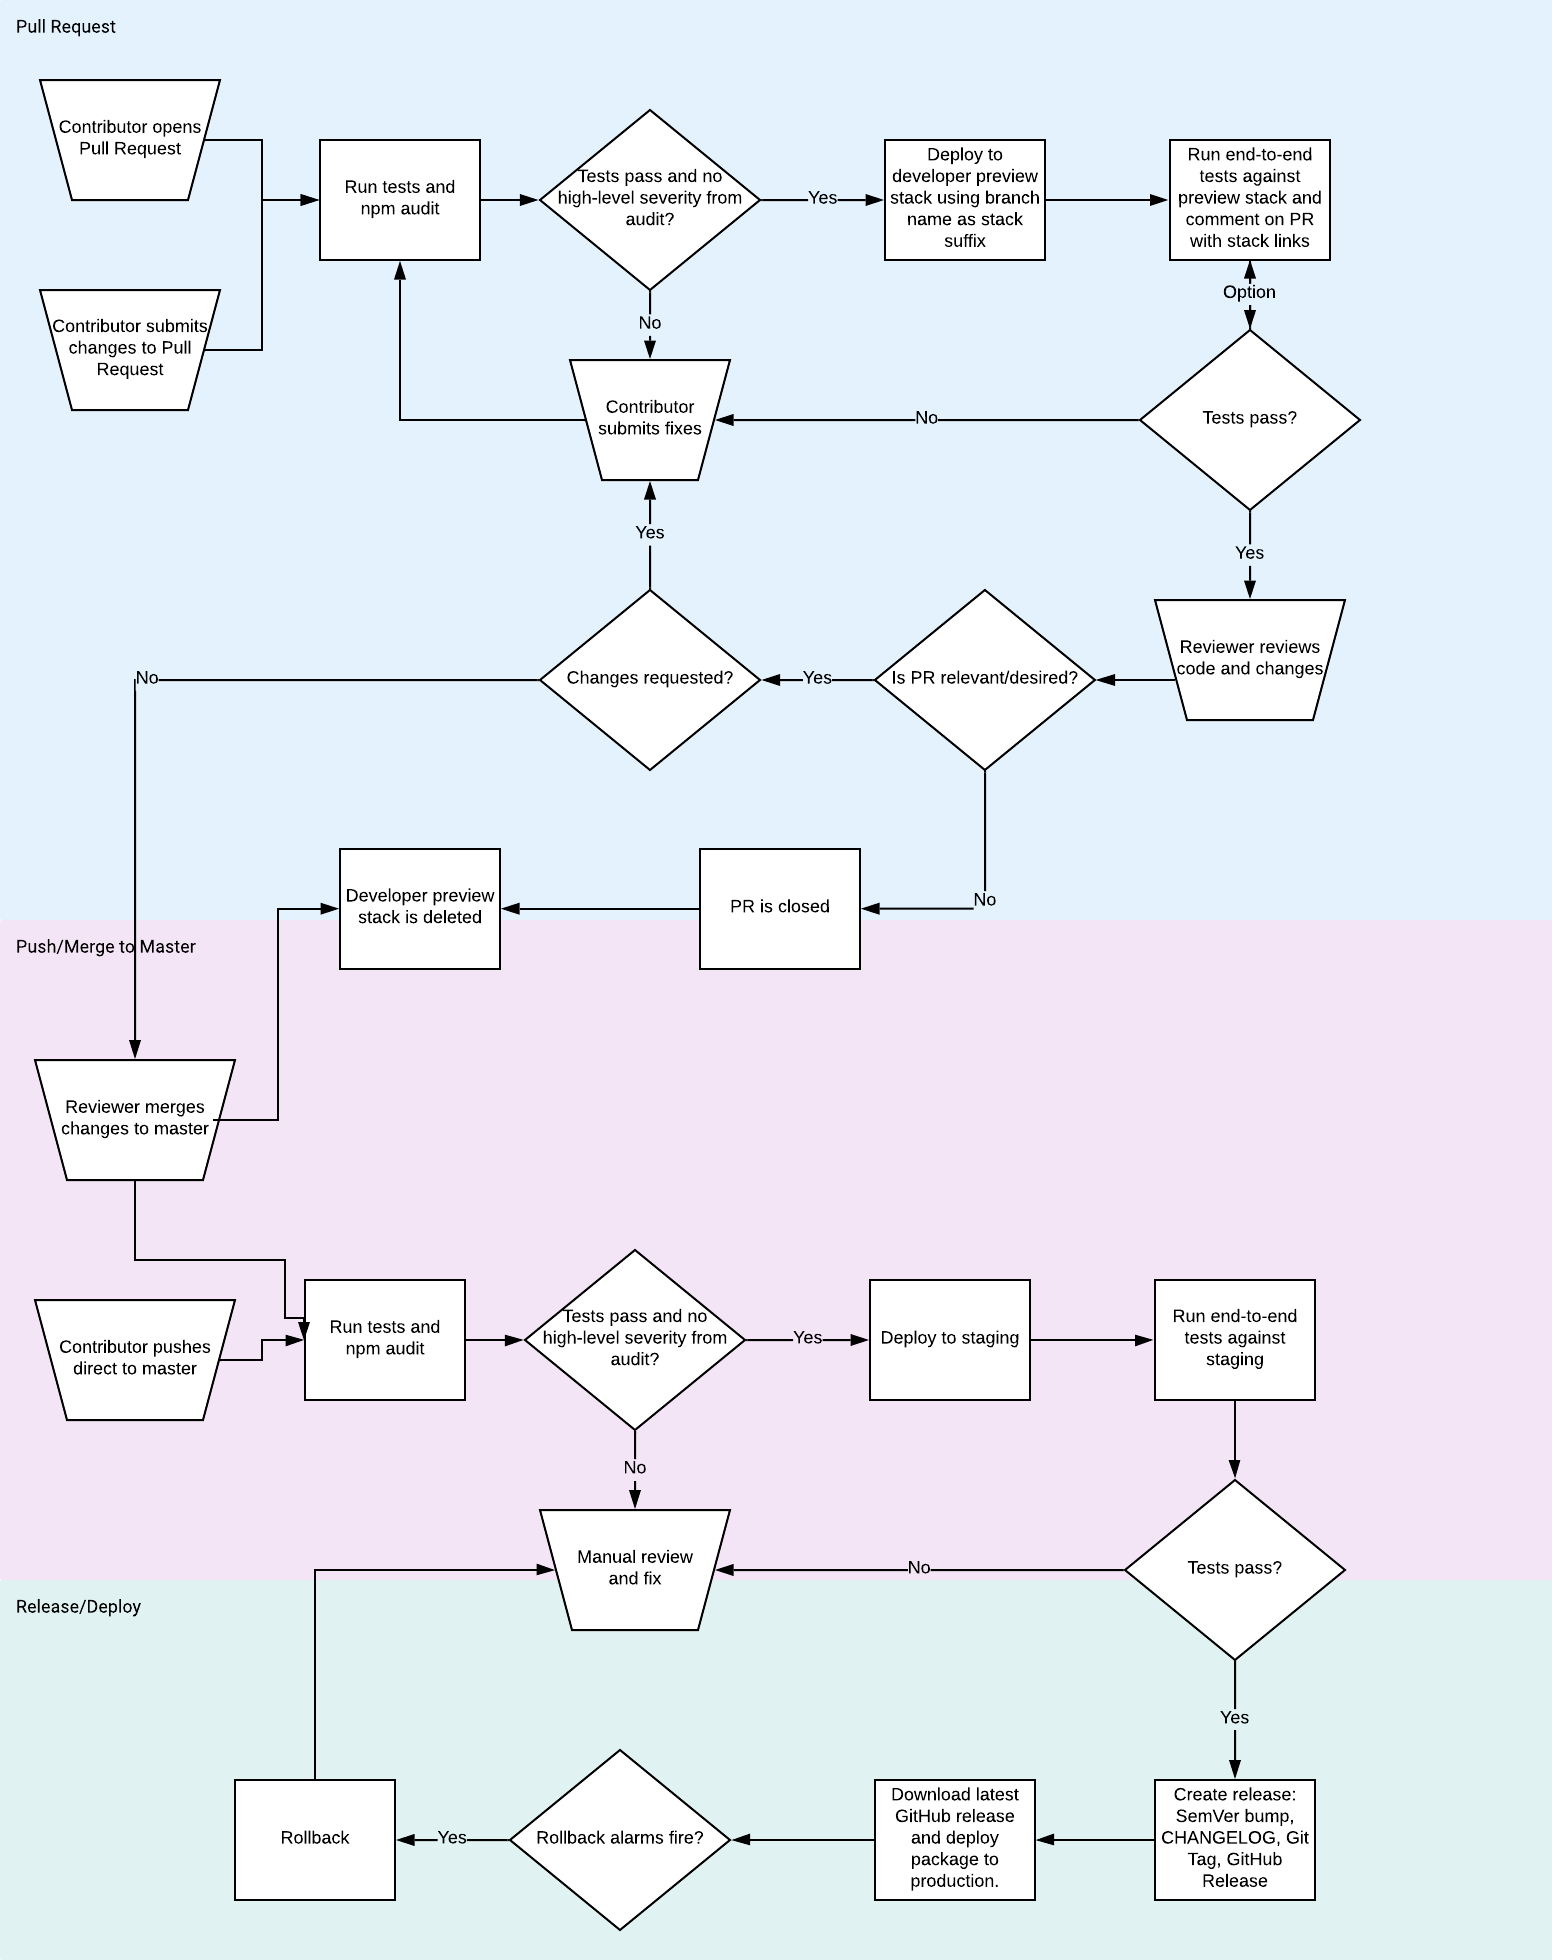 Pull Request
Contributor opens
Pull Request
Run tests and
npm audit
Tests pass and no
high-level severity from
audit?
Yes
Deploy to
developer preview
stack using branch
name as stack
suffix
Run end-to-end
tests against
preview stack and
comment on PR
with stack links
Option
No
Contributor submits
changes to Pull
Request
Contributor
submits fixes
No
Tests pass?
Yes
Yes
Reviewer reviews
code and changes
Is PR relevant/desired?
Yes
Changes requested?
No
No
PR is closed
Developer preview
stack is deleted
Push/Merge to Master
Reviewer merges
changes to master
Contributor pushes
direct to master
Run tests and
npm audit
Tests pass and no
high-level severity from
audit?
Yes
Deploy to staging
Run end-to-end
tests against
staging
No
Manual review
and fix
No
Tests pass?
Release/Deploy
Yes
Create release:
SemVer bump,
CHANGELOG, Git
Tag, GitHub
Release
Download latest
GitHub release
and deploy
package to
production.
Rollback alarms fire?
Yes
Rollback